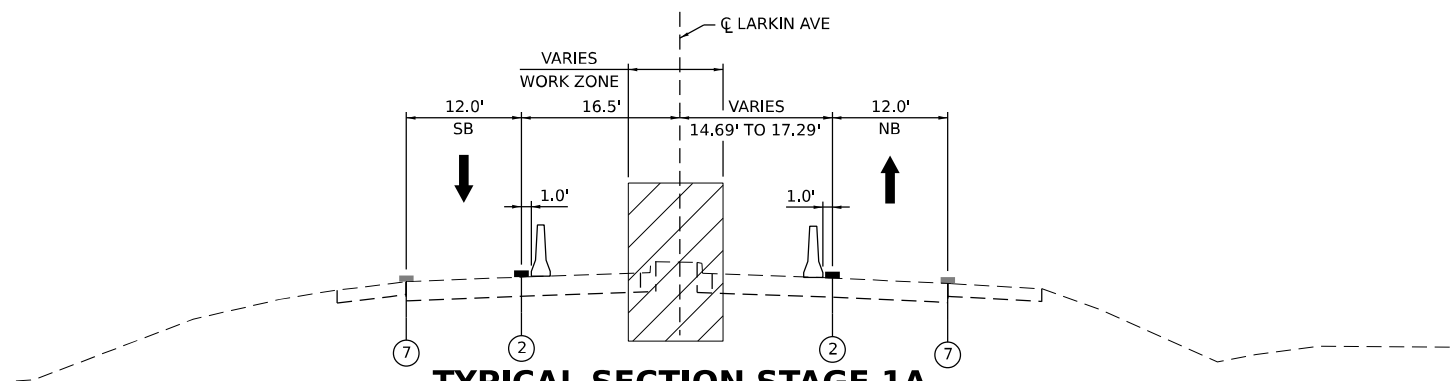 ℄ LARKIN AVE
VARIES
WORK ZONE
12.0'
SB
16.5'
VARIES
14.69' TO 17.29'
12.0'
NB
1.0'
1.0'
7
2
2
7
TYPICAL SECTION STAGE 1A